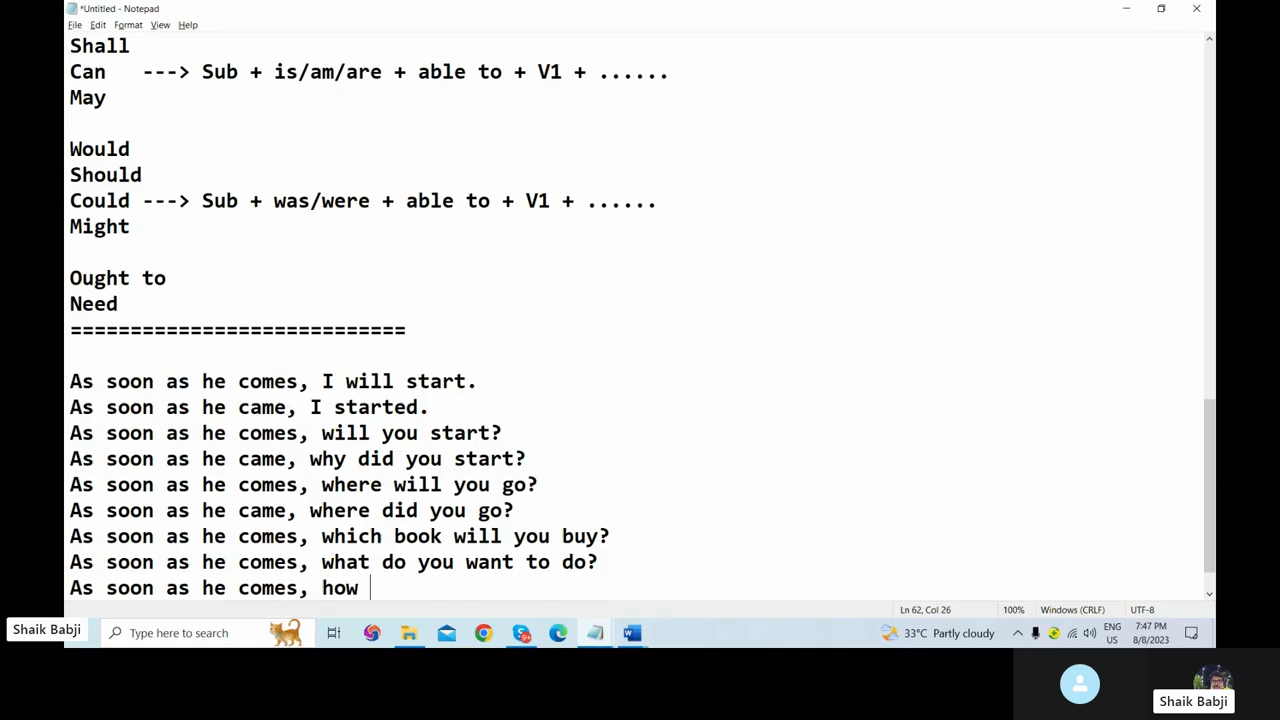 *Untitled - Notepad
File Edit Format View Help
Shall
Can ---> Sub + is/am/are + able to + V1 + ......
May
Would
Should
Could ---> Sub + was/were + able to + V1 + ......
Might
Ought to
Need
============================
As soon as he comes, I will start.
As soon as he came, I started.
As soon as he comes, will you start?
As soon as he came, why did you start?
As soon as he comes, where will you go?
As soon as he came, where did you go?
As soon as he comes, which book will you buy?
As soon as he comes, what do you want to do?
As soon as he comes, how
Ln 62, Col 26 100% Windows (CRLF) UTF-8
Shaik Babji
Type here to search
33°C Partly cloudy
ENG
US
7:47 PM
8/8/2023
Shaik Babji